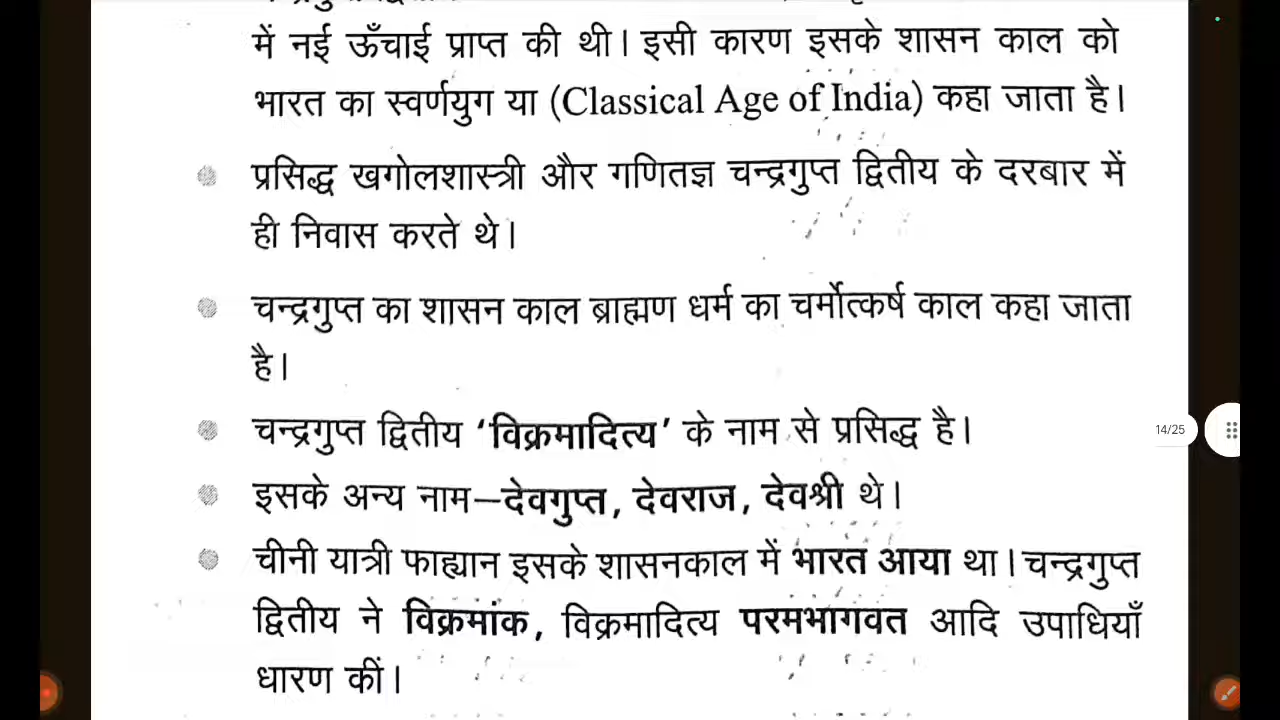 में नई ऊँचाई प्राप्त की थी। इसी कारण इसके शासन काल को
भारत का स्वर्णयुग या (Classical Age of India) कहा जाता है।
प्रसिद्ध खगोलशास्त्री और गणितज्ञ चन्द्रगुप्त द्वितीय के दरबार में
ही निवास करते थे।
चन्द्रगुप्त का शासन काल ब्राह्मण धर्म का चर्मोत्कर्ष काल कहा जाता
है।
चन्द्रगुप्त द्वितीय ‘विक्रमादित्य’ के नाम से प्रसिद्ध है।
इसके अन्य नाम—देवगुप्त, देवराज, देवश्री थे।
चीनी यात्री फाह्यान इसके शासनकाल में भारत आया था। चन्द्रगुप्त
द्वितीय ने विक्रमांक, विक्रमादित्य परमभागवत आदि उपाधियाँ
धारण कीं।
14/25